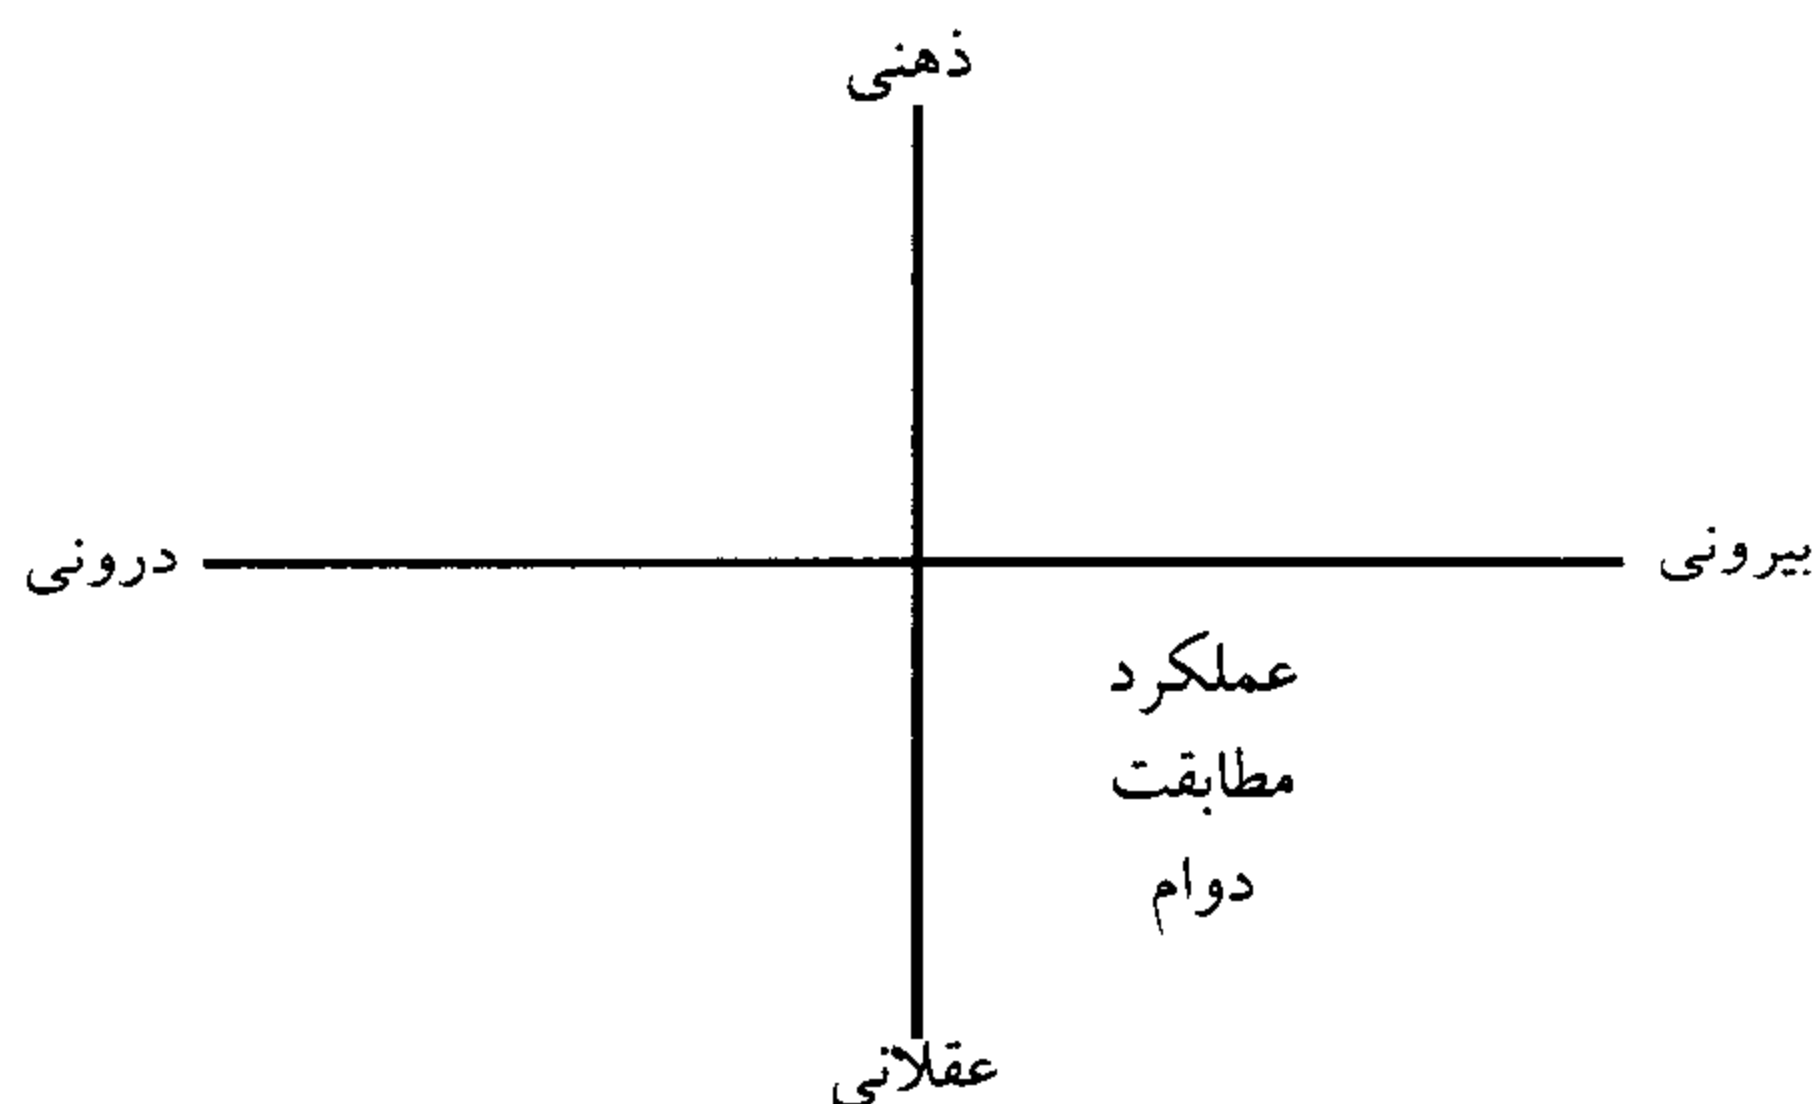 ذهنی
بیرونی
درونی
عملکرد
مطابقت
دوام
عقلانی